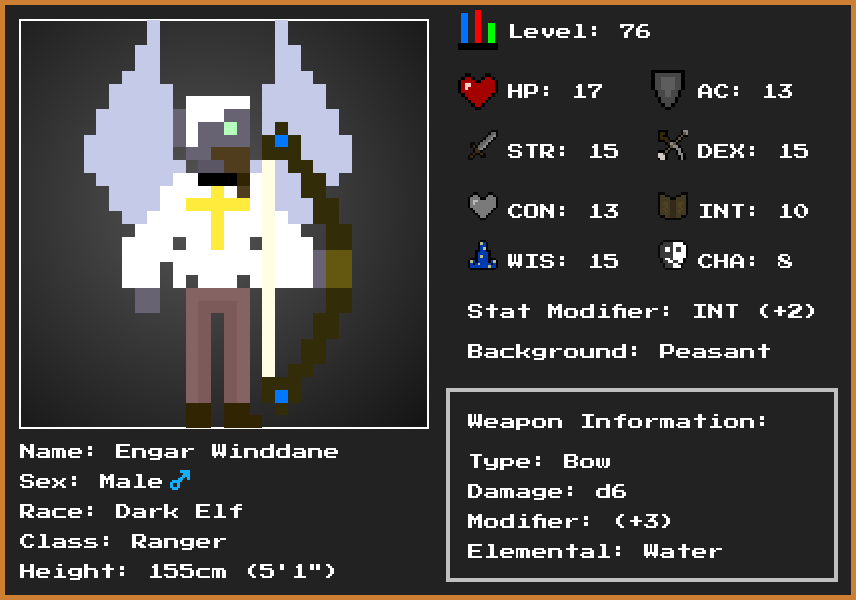 Level: 76
HP: 17
AC: 13
STR: 15
DEX: 15
CON: 13
INT: 10
WIS: 15
CHA: 8
Stat Modifier: INT (+2)
Background: Peasant
Weapon Information:
Type: Bow
Damage: d6
Modifier: (+3)
Elemental: Water
Name: Engar Winddane
Sex: Male ♂
Race: Dark Elf
Class: Ranger
Height: 155cm (5'1")